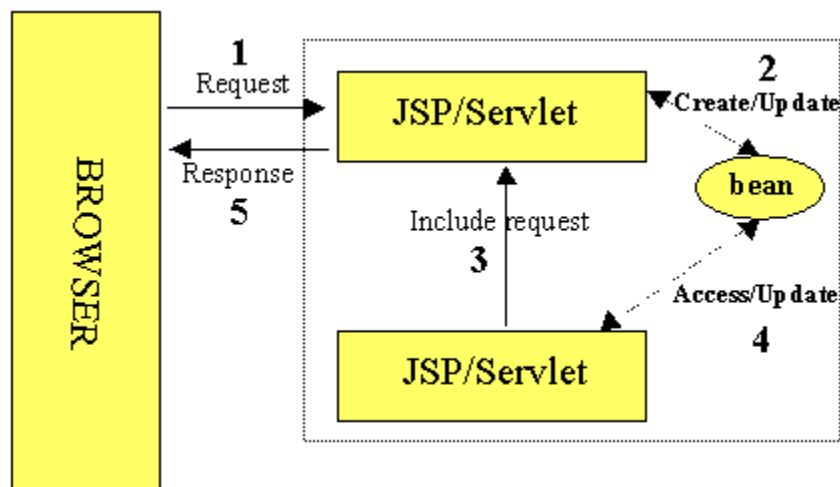 BROWSER
1
Request
Response
5
JSP/Servlet
2
Create/Update
bean
Include request
3
Access/Update
4
JSP/Servlet